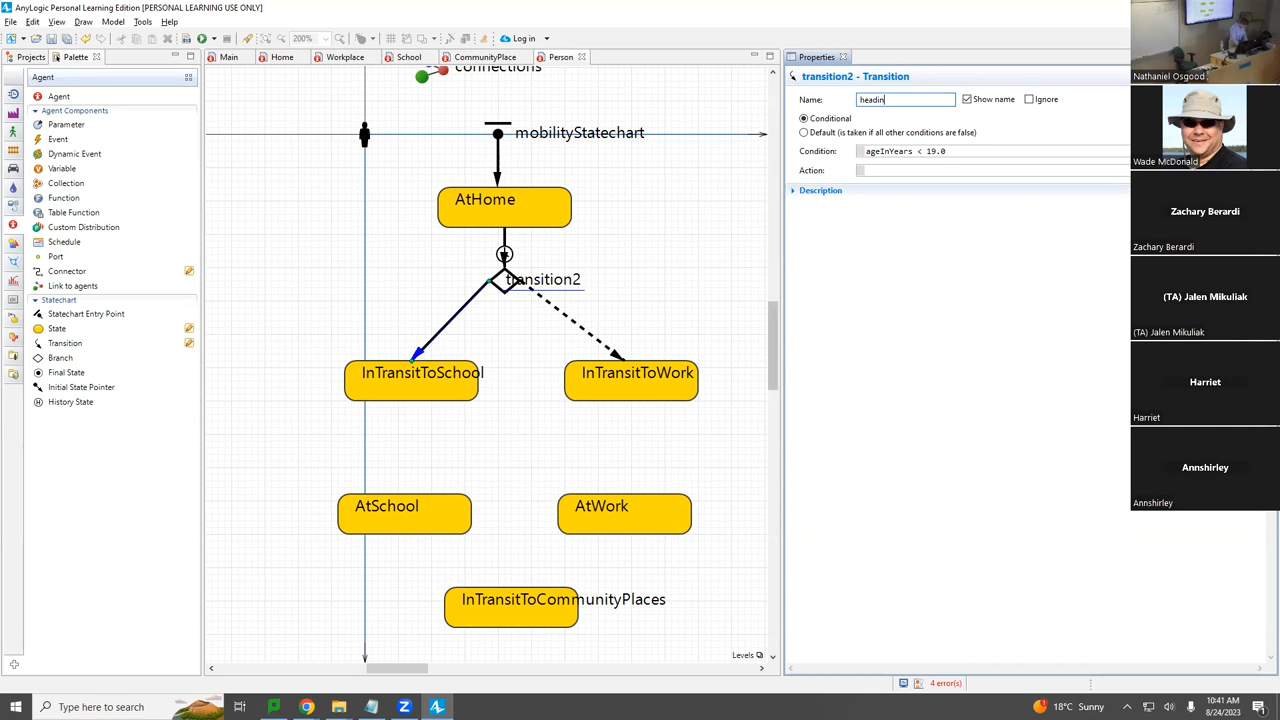 AnyLogic Personal Learning Edition [PERSONAL LEARNING USE ONLY]
File Edit View Draw Model Tools Help
200% Log in
Projects Palette Main Home Workplace School CommunityPlace Person Properties
Agent
Agent
Agent Components
Parameter
Event
Dynamic Event
Variable
Collection
Function
Table Function
Custom Distribution
Schedule
Port
Connector
Link to agents
Statechart
Statechart Entry Point
State
Transition
Branch
Final State
Initial State Pointer
History State
connections
mobilityStatechart
AtHome
transition2
InTransitToSchool InTransitToWork
AtSchool AtWork
InTransitToCommunityPlaces
Levels
transition2 - Transition
Name: headin Show name Ignore
Conditional
Default (is taken if all other conditions are false)
Condition: ageInYears < 19.0
Action:
Description
4 error(s)
Nathaniel Osgood
Wade McDonald
Zachary Berardi
Zachary Berardi
(TA) Jalen Mikuliak
(TA) Jalen Mikuliak
Harriet
Harriet
Annshirley
Annshirley
Type here to search
18°C Sunny
10:41 AM
8/24/2023